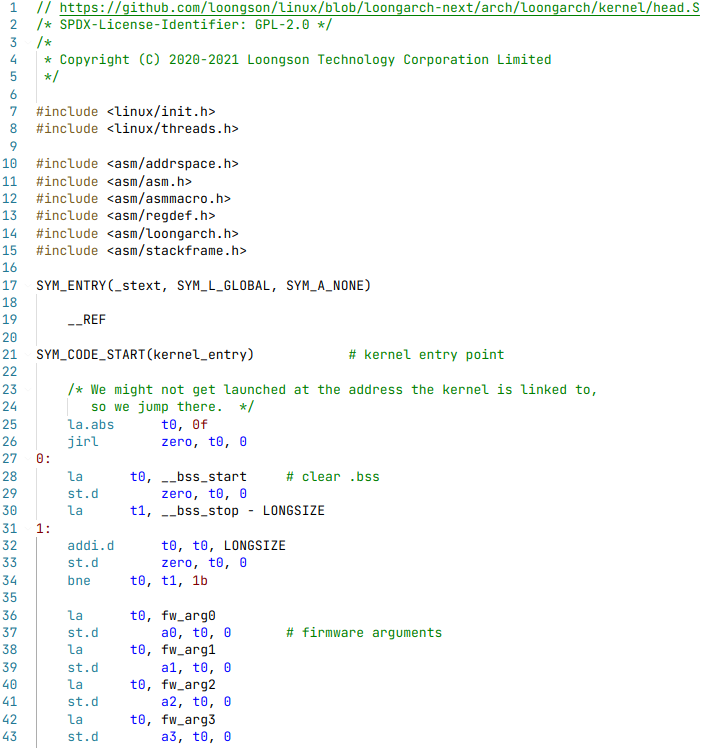 1 // https://github.com/loongson/linux/blob/loongarch-next/arch/loongarch/kernel/head.S
2 /* SPDX-License-Identifier: GPL-2.0 */
3 /*
4  * Copyright (C) 2020-2021 Loongson Technology Corporation Limited
5  */
6
7 #include <linux/init.h>
8 #include <linux/threads.h>
9
10 #include <asm/addrspace.h>
11 #include <asm/asm.h>
12 #include <asm/asmmacro.h>
13 #include <asm/regdef.h>
14 #include <asm/loongarch.h>
15 #include <asm/stackframe.h>
16
17 SYM_ENTRY(_stext, SYM_L_GLOBAL, SYM_A_NONE)
18
19     __REF
20
21 SYM_CODE_START(kernel_entry)            # kernel entry point
22
23     /* We might not get launched at the address the kernel is linked to,
24        so we jump there.  */
25     la.abs      t0, 0f
26     jirl        zero, t0, 0
27 0:
28     la      t0, __bss_start     # clear .bss
29     st.d        zero, t0, 0
30     la      t1, __bss_stop - LONGSIZE
31 1:
32     addi.d      t0, t0, LONGSIZE
33     st.d        zero, t0, 0
34     bne     t0, t1, 1b
35
36     la      t0, fw_arg0
37     st.d        a0, t0, 0       # firmware arguments
38     la      t0, fw_arg1
39     st.d        a1, t0, 0
40     la      t0, fw_arg2
41     st.d        a2, t0, 0
42     la      t0, fw_arg3
43     st.d        a3, t0, 0